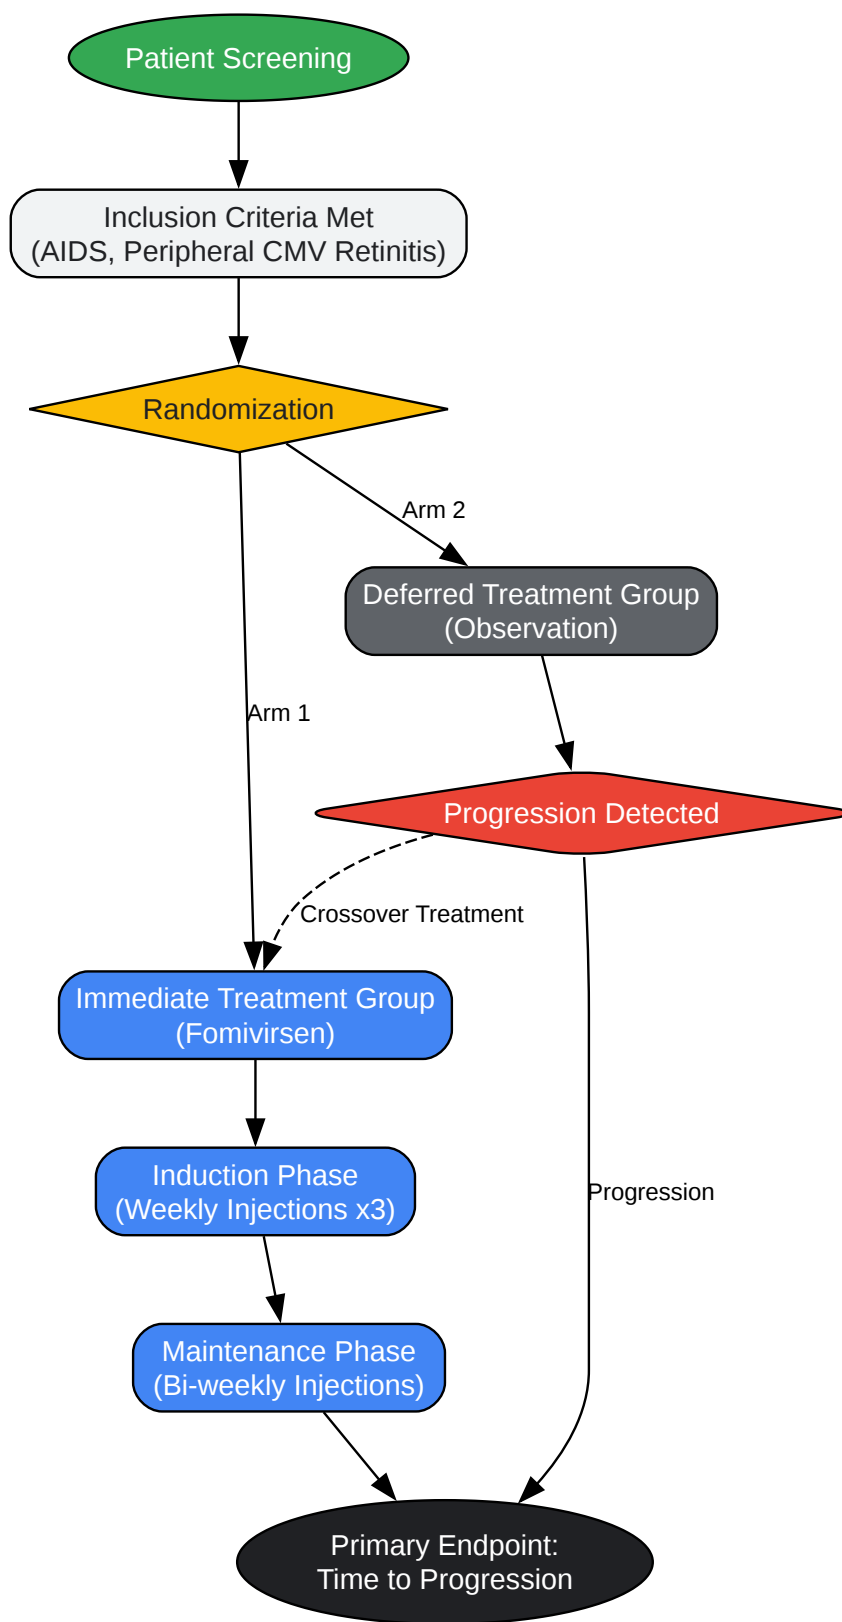 Patient Screening
Inclusion Criteria Met
(AIDS, Peripheral CMV Retinitis)
Randomization
Arm 2
Deferred Treatment Group
(Observation)
Arm 1
Progression Detected
Crossover Treatment
Immediate Treatment Group
(Fomivirsen)
Induction Phase
(Weekly Injections x3)
Progression
Maintenance Phase
(Bi-weekly Injections)
Primary Endpoint:
Time to Progression